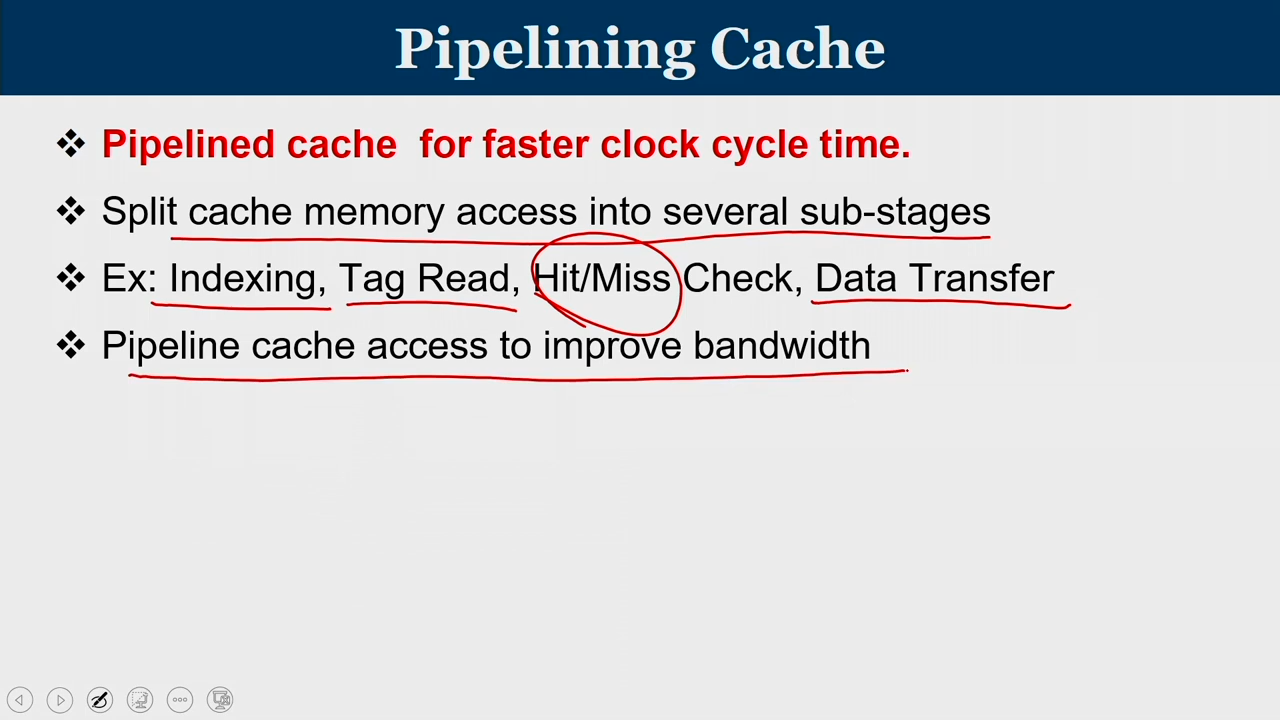 Pipelining Cache
❖ Pipelined cache for faster clock cycle time.
❖ Split cache memory access into several sub-stages
❖ Ex: Indexing, Tag Read, Hit/Miss Check, Data Transfer
❖ Pipeline cache access to improve bandwidth